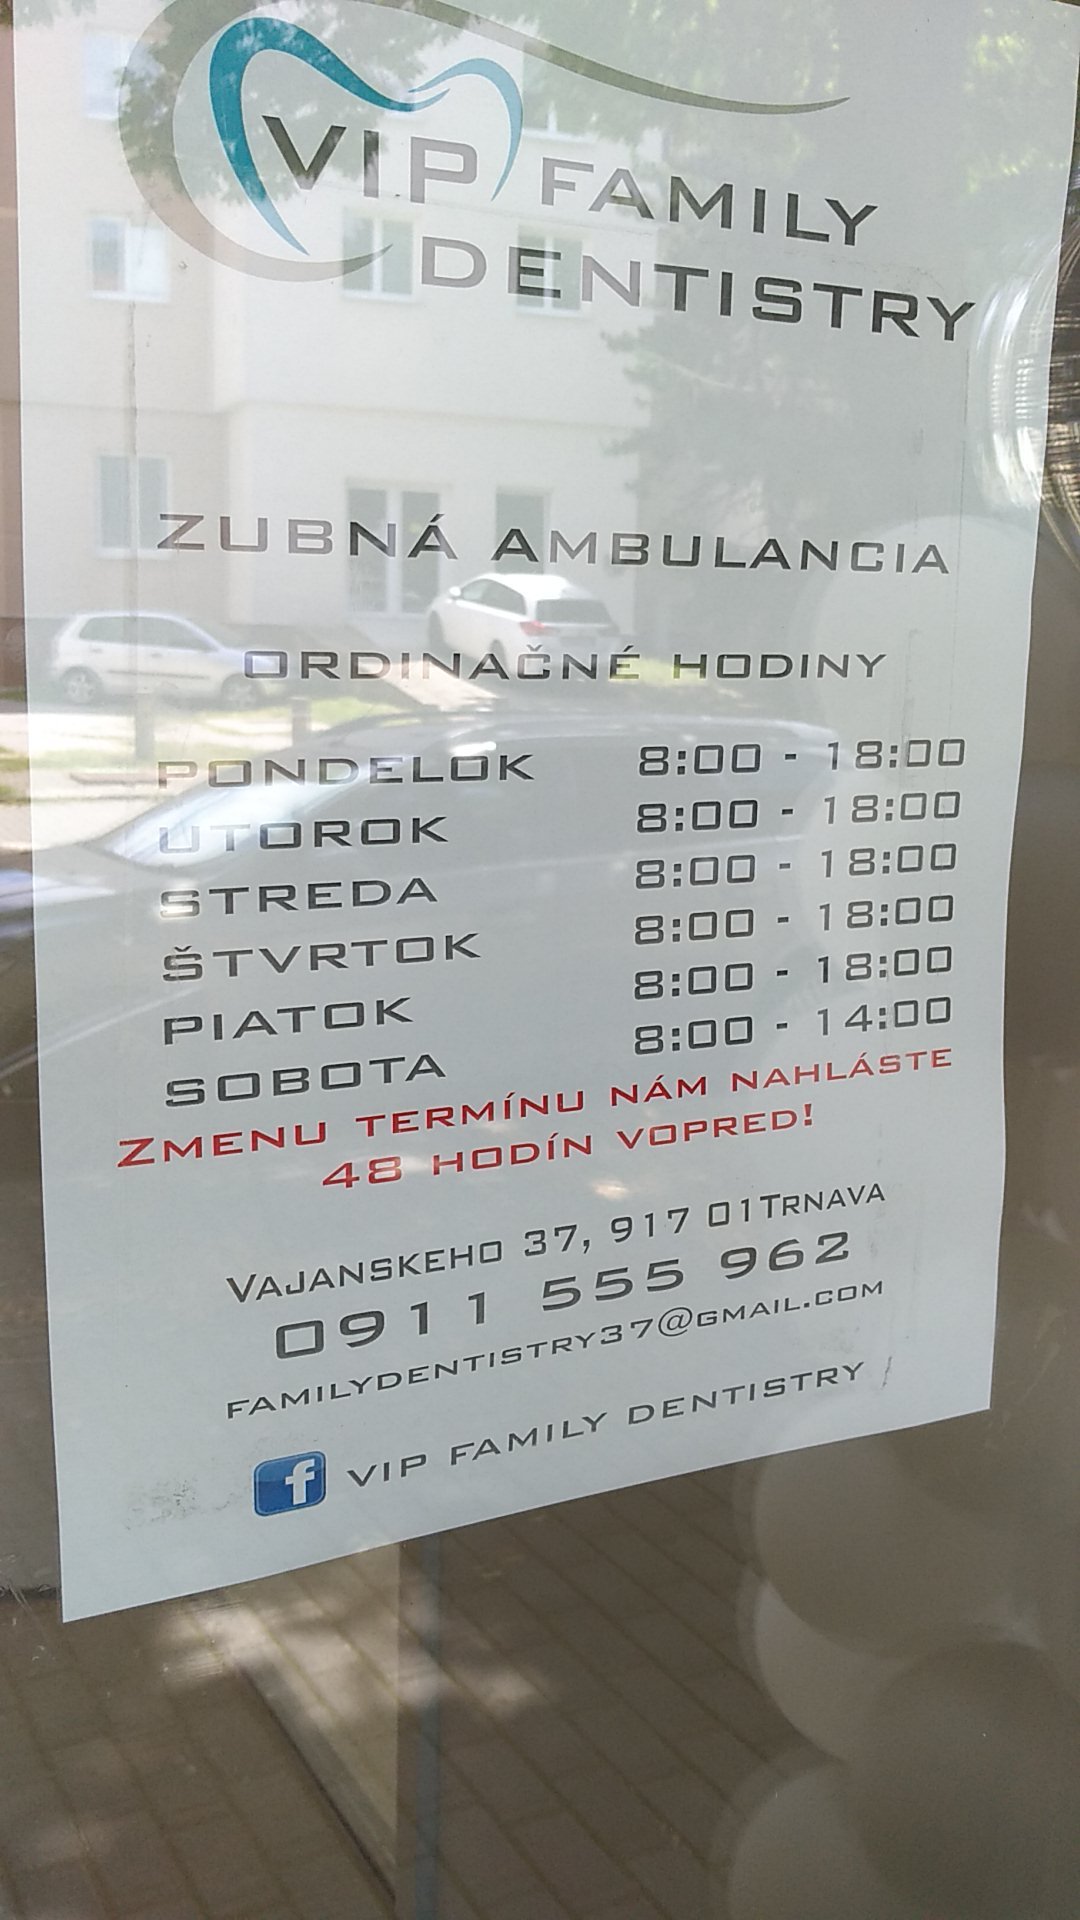 VIP FAMILY
DENTISTRY
ZUBNÁ AMBULANCIA
ORDINAČNÉ HODINY
PONDELOK 8:00 - 18:00
UTOROK 8:00 - 18:00
STREDA 8:00 - 18:00
ŠTVRTOK 8:00 - 18:00
PIATOK 8:00 - 18:00
SOBOTA 8:00 - 14:00
ZMENU TERMÍNU NÁM NAHLÁSTE
48 HODÍN VOPRED!
VAJANSKEHO 37, 917 01TRNAVA
0911 555 962
FAMILYDENTISTRY37@GMAIL.COM
f VIP FAMILY DENTISTRY